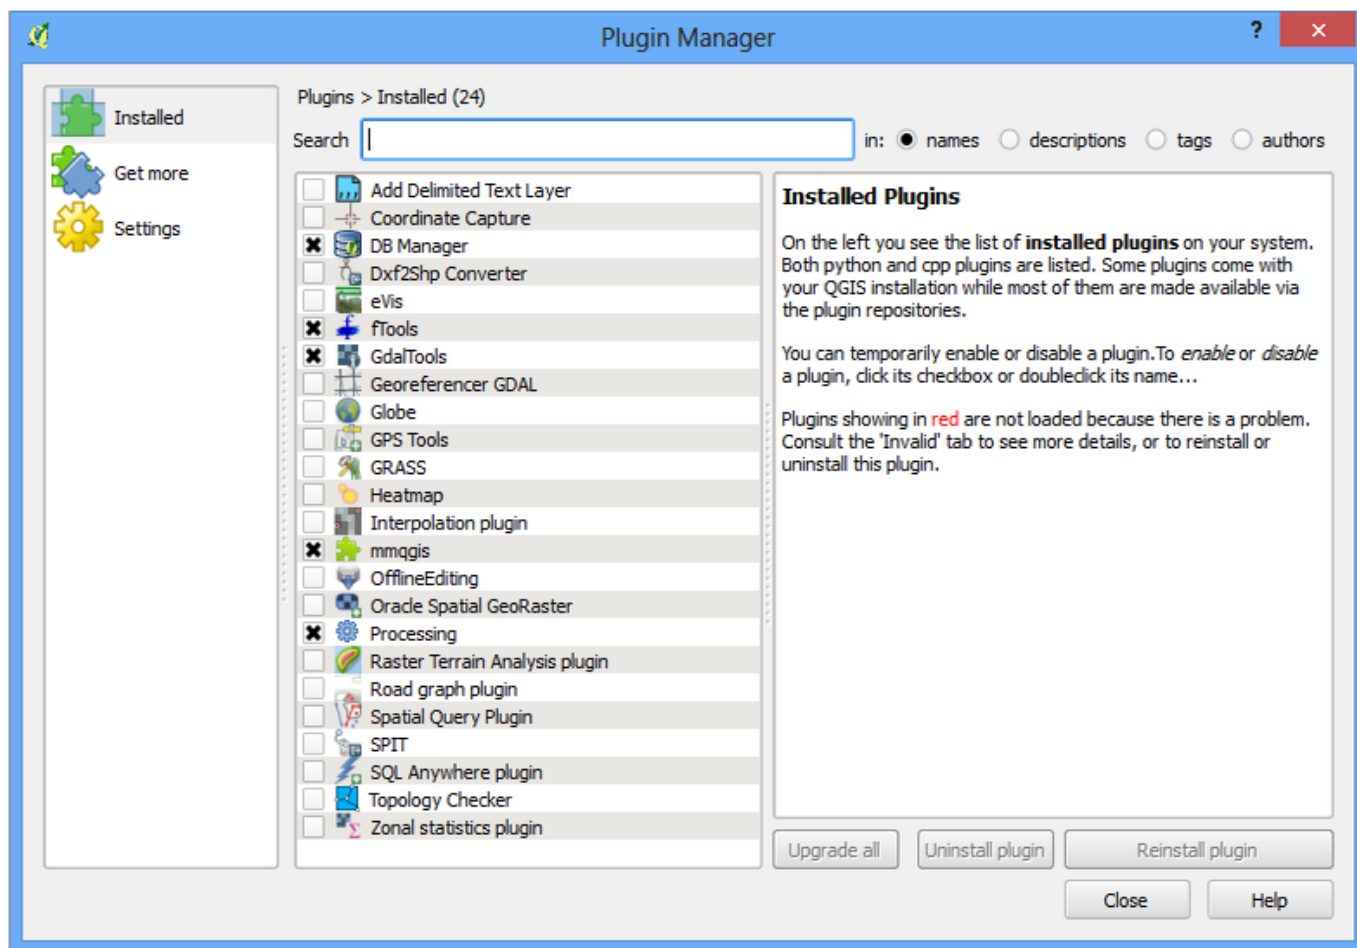 Plugin Manager
?
Installed
Get more
Settings
Plugins > Installed (24)
Search in: names descriptions tags authors
Add Delimited Text Layer
Coordinate Capture
DB Manager
Dxf2Shp Converter
eVis
fTools
GdalTools
Georeferencer GDAL
Globe
GPS Tools
GRASS
Heatmap
Interpolation plugin
mmqgis
OfflineEditing
Oracle Spatial GeoRaster
Processing
Raster Terrain Analysis plugin
Road graph plugin
Spatial Query Plugin
SPIT
SQL Anywhere plugin
Topology Checker
Zonal statistics plugin
Installed Plugins
On the left you see the list of installed plugins on your system.
Both python and cpp plugins are listed. Some plugins come with
your QGIS installation while most of them are made available via
the plugin repositories.
You can temporarily enable or disable a plugin.To enable or disable
a plugin, click its checkbox or doubleclick its name...
Plugins showing in red are not loaded because there is a problem.
Consult the 'Invalid' tab to see more details, or to reinstall or
uninstall this plugin.
Upgrade all Uninstall plugin Reinstall plugin
Close Help